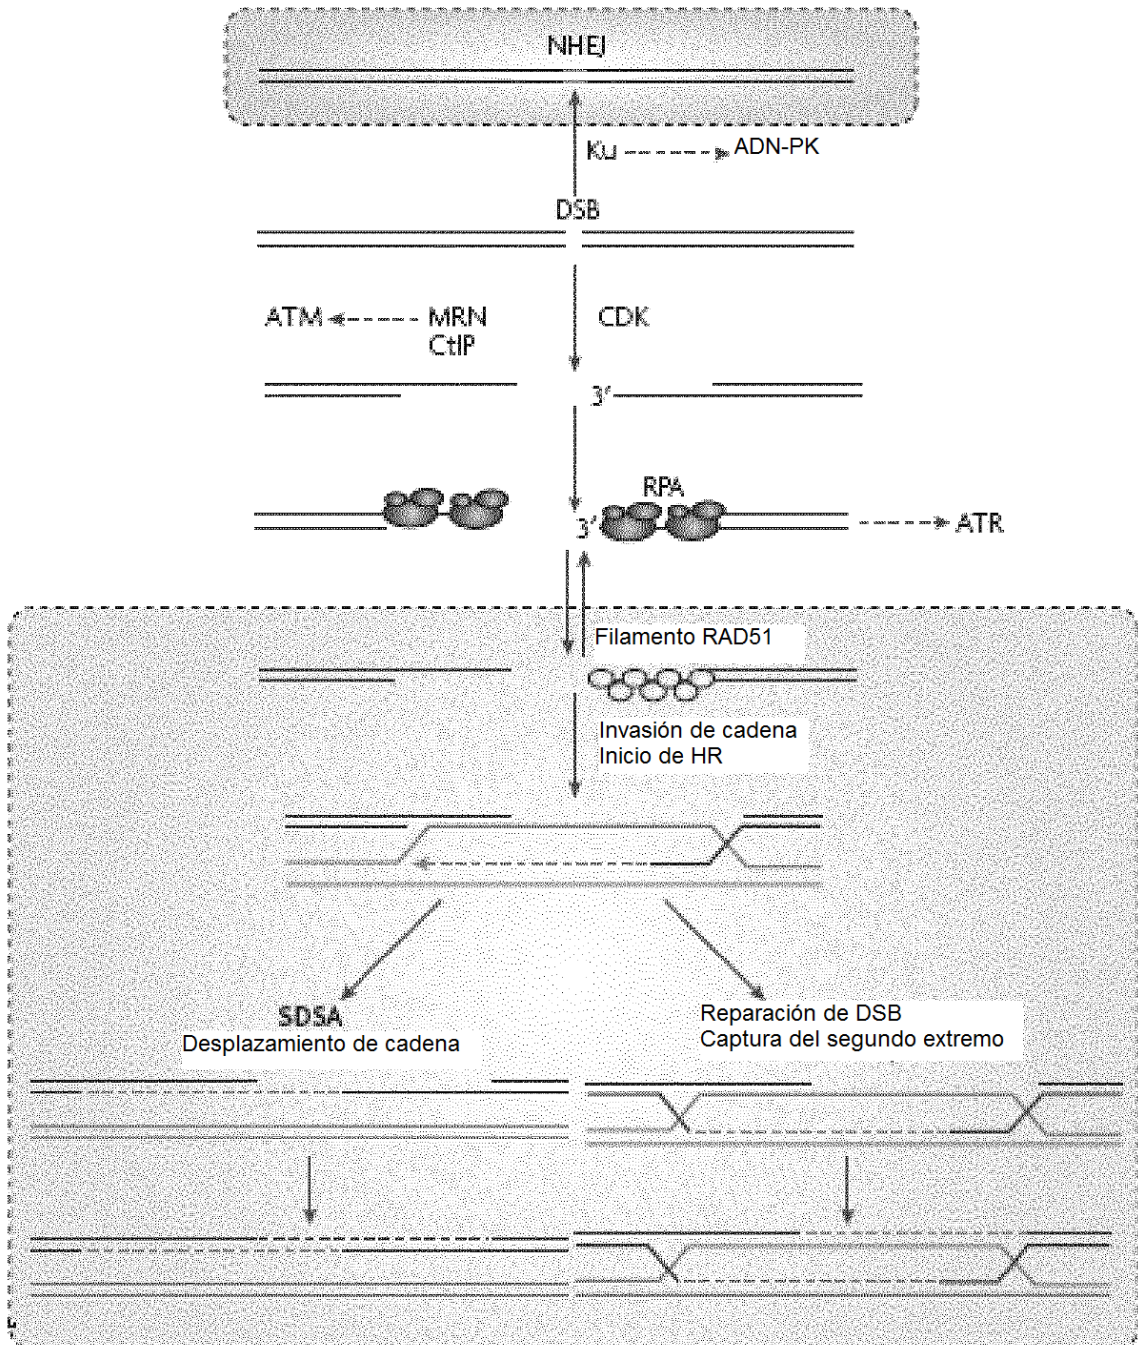 NHEJ
Ku
ADN-PK
DSB
ATM
MRN
CtIP
CDK
3′
RPA
3′
ATR
Filamento RAD51
Invasión de cadena
Inicio de HR
SDSA
Desplazamiento de cadena
Reparación de DSB
Captura del segundo extremo